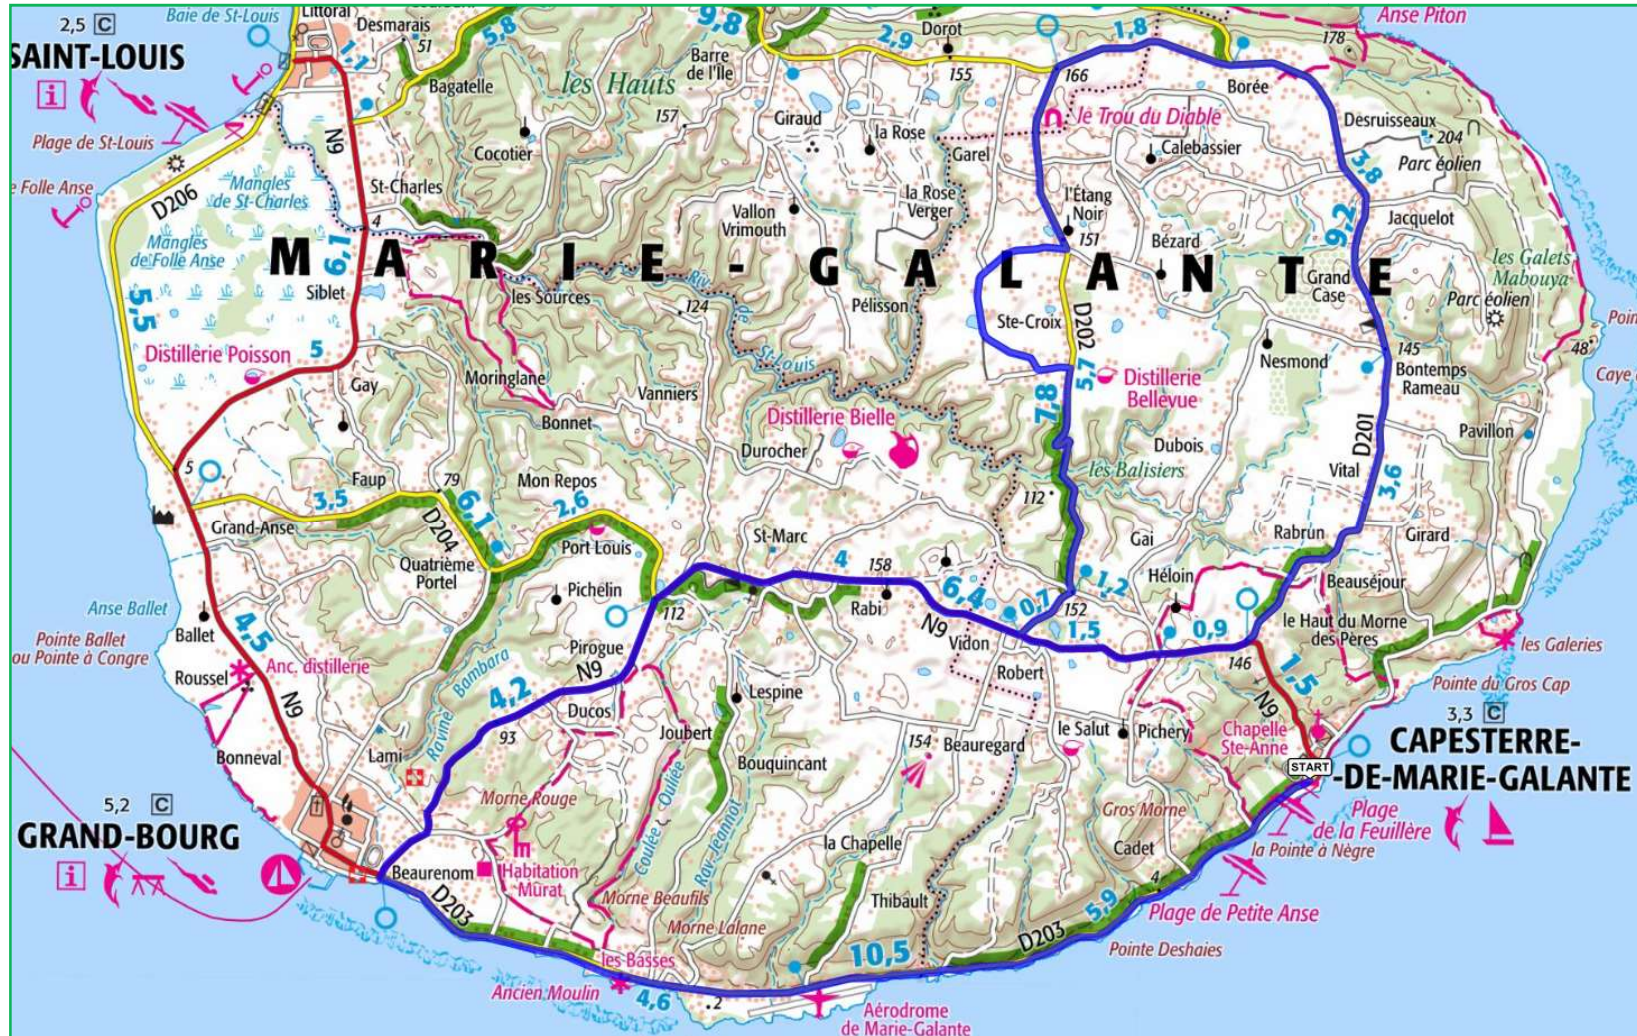 Baie de St-Louis
Littoral
Desmarais
51
5,8
9,8
2,9
Dorot
1,8
Anse Piton
178
2,5 C
SAINT-LOUIS
i
1,1
Bagatelle
les Hauts
Barre
de l'Île
155
166
Borée
157
Giraud
la Rose
le Trou du Diable
Desruisseaux
204
Plage de St-Louis
N9
Cocotier
Garel
Calebassier
3,8
Parc éolien
e Folle Anse
D206
Mangles
de St-Charles
St-Charles
4
la Rose
Verger
l'Étang
Noir
151
Jacquelot
9,2
Vallon
Vrimouth
Bézard
Mangles
de Folle Anse
6,1
MARIE-GALANTE
les Galets
Mabouya
Siblet
les Sources
Riv.
de
St-Louis
124
Pélisson
Grand
Case
Parc éolien
5,5
Ste-Croix
D202
Poin
Distillerie Poisson
5
Nesmond
145
Bontemps
Rameau
48
Gay
Moringlane
Vanniers
5,7
Distillerie
Bellevue
Caye
7,8
Bonnet
Distillerie Bielle
D201
Pavillon
Durocher
Dubois
5
Faup
79
Mon Repos
les Balisiers
Vital
3,6
3,5
6,1
2,6
112
Grand-Anse
D204
St-Marc
Gai
Rabrun
Girard
Port Louis
4
158
Quatrième
Portel
Pichelin
6,4
1,2
Héloin
Beauséjour
Anse Ballet
112
Rabi
0,7
152
le Haut du Morne
des Pères
Ballet
4,5
Pirogue
N9
Vidon
1,5
0,9
Pointe Ballet
ou Pointe à Congre
Anc. distillerie
146
les Galeries
Roussel
Bambara
N9
Robert
1,5
Pointe du Gros Cap
N9
Ravine
4,2
Ducos
Lespine
N9
3,3 C
93
Joubert
154
Beauregard
le Salut
Pichery
Chapelle
Ste-Anne
CAPESTERRE-
-DE-MARIE-GALANTE
Bonneval
Lami
Bouquincant
START
5,2 C
GRAND-BOURG
i
Morne Rouge
Coulée Ouliée
Rav. Jeannot
Gros Morne
Plage
de la Feuillère
la Pointe à Nègre
la Chapelle
Cadet
Beaurenom
Habitation
Mûrat
4
D203
Morne Beaufils
Thibault
5,9
Plage de Petite Anse
Morne Lalane
D203
Pointe Deshaies
les Basses
10,5
Ancien Moulin
4,6
2
Aérodrome
de Marie-Galante